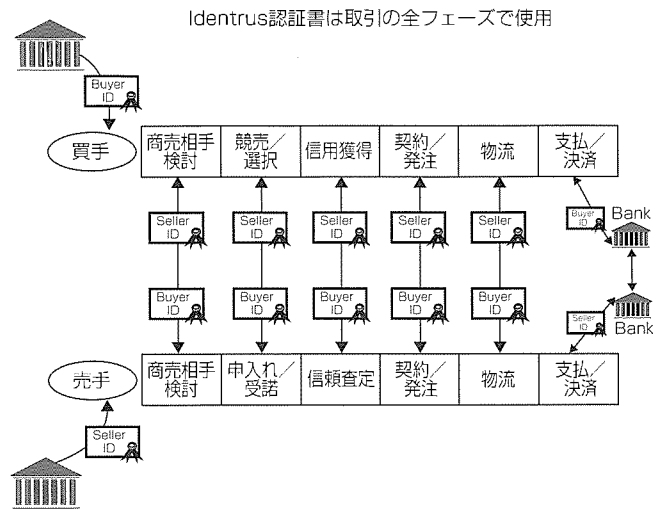 Identrus認証書は取引の全フェーズで使用
Buyer
ID
買手
商売相手
検討
競売／
選択
信用獲得
契約／
発注
物流
支払／
決済
Seller
ID
Seller
ID
Seller
ID
Seller
ID
Seller
ID
Buyer
ID
Bank
Buyer
ID
Buyer
ID
Buyer
ID
Buyer
ID
Buyer
ID
Seller
ID
Bank
売手
商売相手
検討
申入れ／
受諾
信頼査定
契約／
発注
物流
支払／
決済
Seller
ID